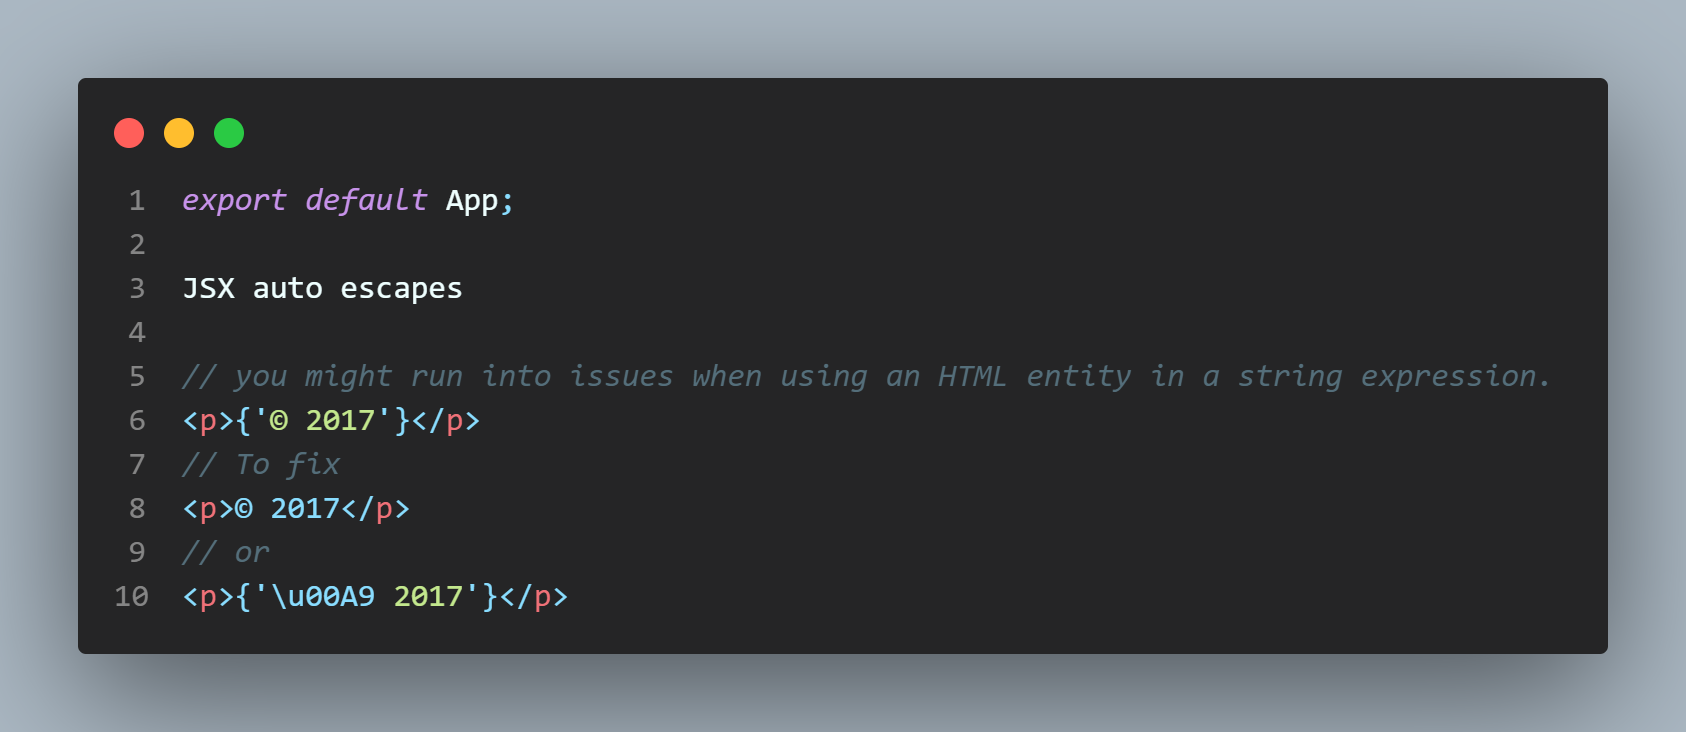 1 export default App;
2
3 JSX auto escapes
4
5 // you might run into issues when using an HTML entity in a string expression.
6 <p>{'© 2017'}</p>
7 // To fix
8 <p>© 2017</p>
9 // or
10 <p>{'\u00A9 2017'}</p>